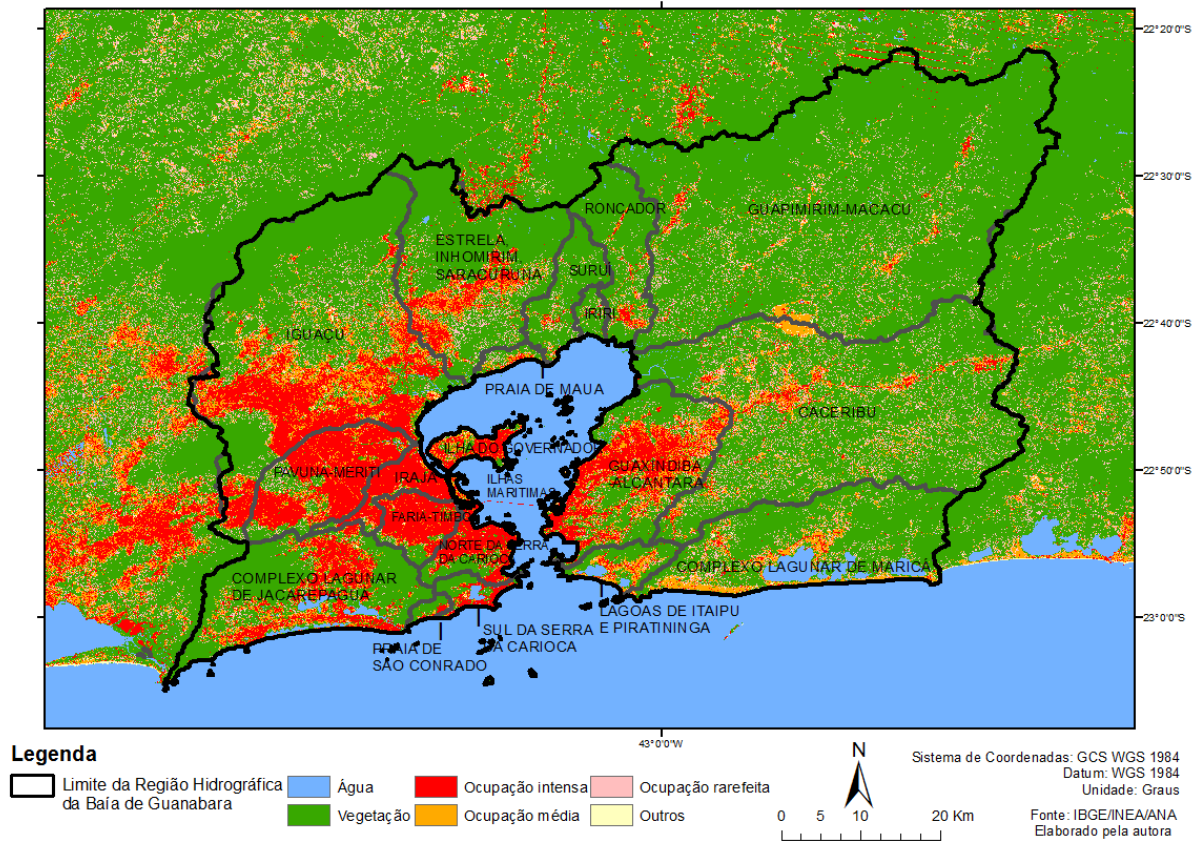 22°20'0"S
22°30'0"S
22°40'0"S
22°50'0"S
23°0'0"S
43°0'0"W
RONCADOR
GUAPIMIRIM-MACACU
ESTRELA,
INHOMIRIM,
SARACURUNA
SURUÍ
IRIRI
IGUAÇU
PRAIA DE MAUA
CACERIBU
ILHA DO GOVERNADOR
GUAXINDIBA
ALCANTARA
PAVUNA-MERITI
IRAJÁ
ILHAS
MARITIMAS
FARIA-TIMBO
NORTE DA SERRA
DA CARIOCA
COMPLEXO LAGUNAR
DE JACAREPAGUÁ
COMPLEXO LAGUNAR DE MARICÁ
LAGOAS DE ITAIPU
E PIRATININGA
SUL DA SERRA
DA CARIOCA
PRAIA DE
SÃO CONRADO
Legenda
Limite da Região Hidrográfica
da Baía de Guanabara
Água
Vegetação
Ocupação intensa
Ocupação média
Ocupação rarefeita
Outros
N
0 5 10 20 Km
Sistema de Coordenadas: GCS WGS 1984
Datum: WGS 1984
Unidade: Graus
Fonte: IBGE/INEA/ANA
Elaborado pela autora